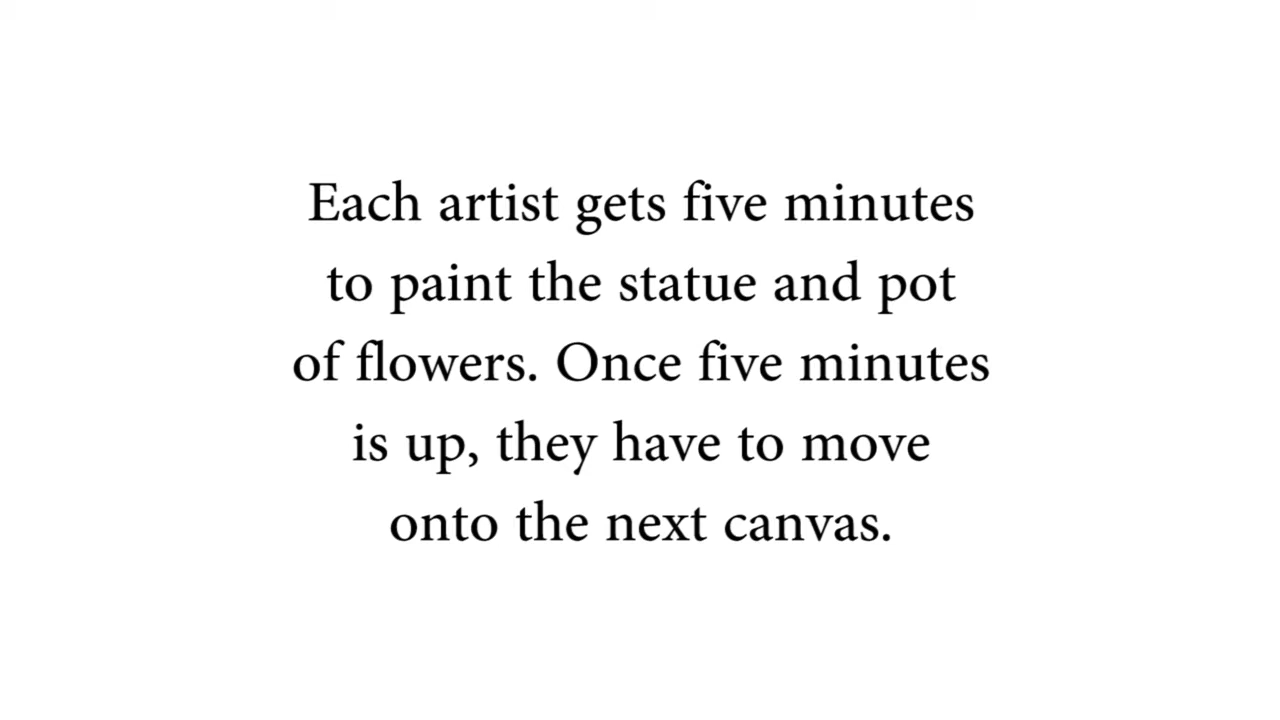 Each artist gets five minutes
to paint the statue and pot
of flowers. Once five minutes
is up, they have to move
onto the next canvas.